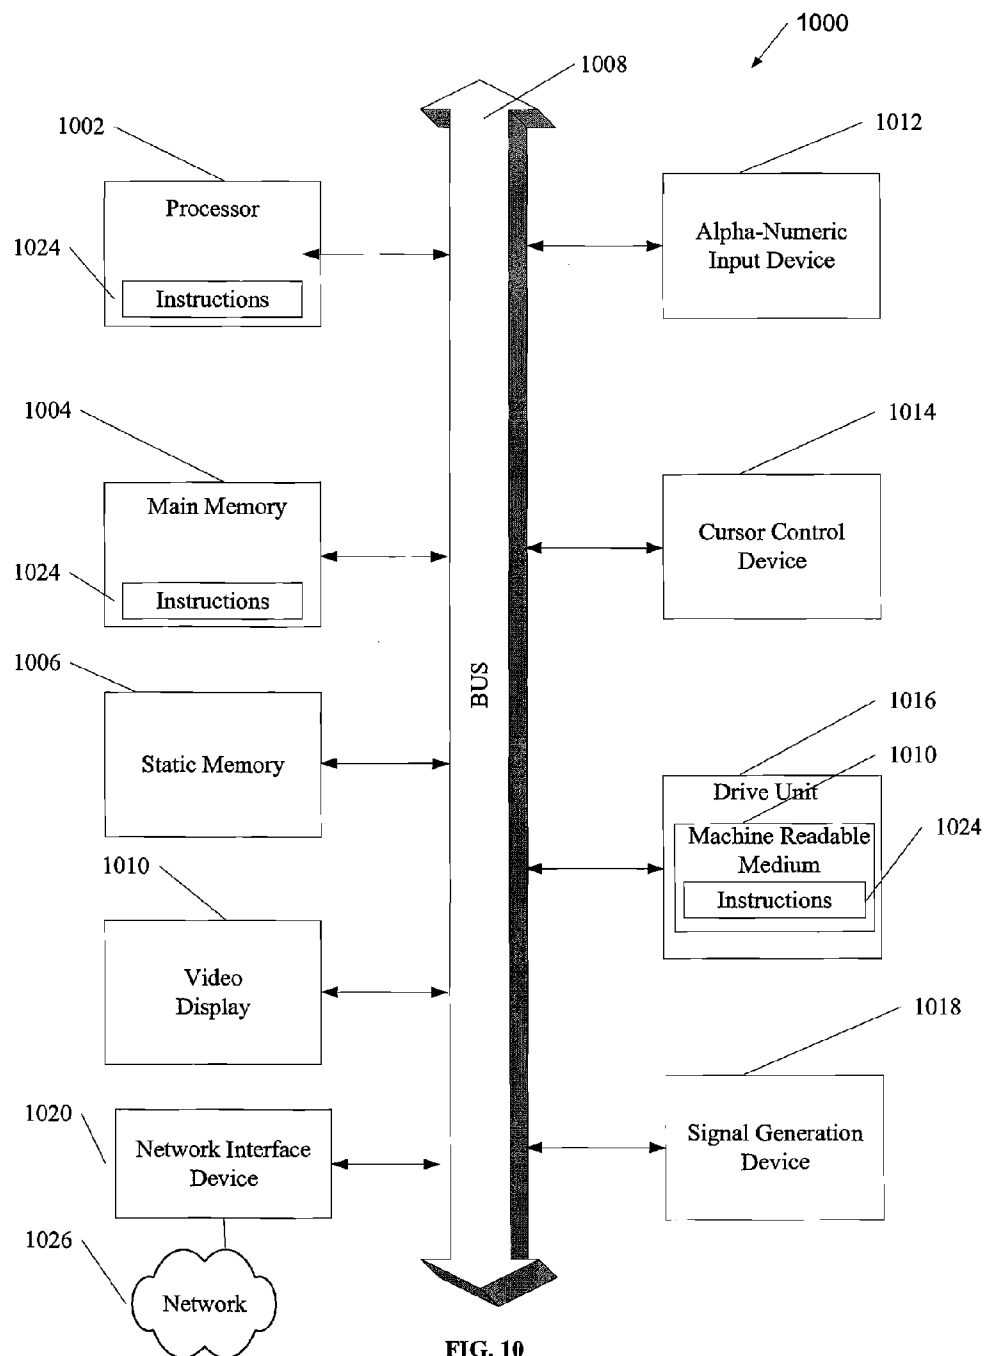 1000
1008
1002
Processor
1024
Instructions
1012
Alpha-Numeric
Input Device
1004
Main Memory
1024
Instructions
1014
Cursor Control
Device
1006
Static Memory
BUS
1016
1010
Drive Unit
Machine Readable
Medium
1024
Instructions
1010
Video
Display
1018
Signal Generation
Device
1020
Network Interface
Device
1026
Network
FIG. 10